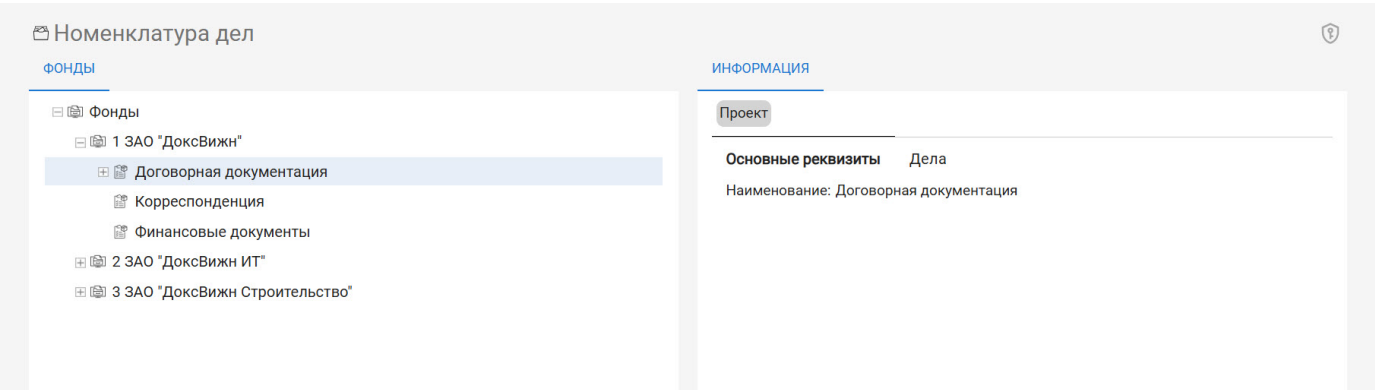 Номенклатура дел
ФОНДЫ
Фонды
1 ЗАО "ДоксВижн"
Договорная документация
Корреспонденция
Финансовые документы
2 ЗАО "ДоксВижн ИТ"
3 ЗАО "ДоксВижн Строительство"
ИНФОРМАЦИЯ
Проект
Основные реквизиты Дела
Наименование: Договорная документация